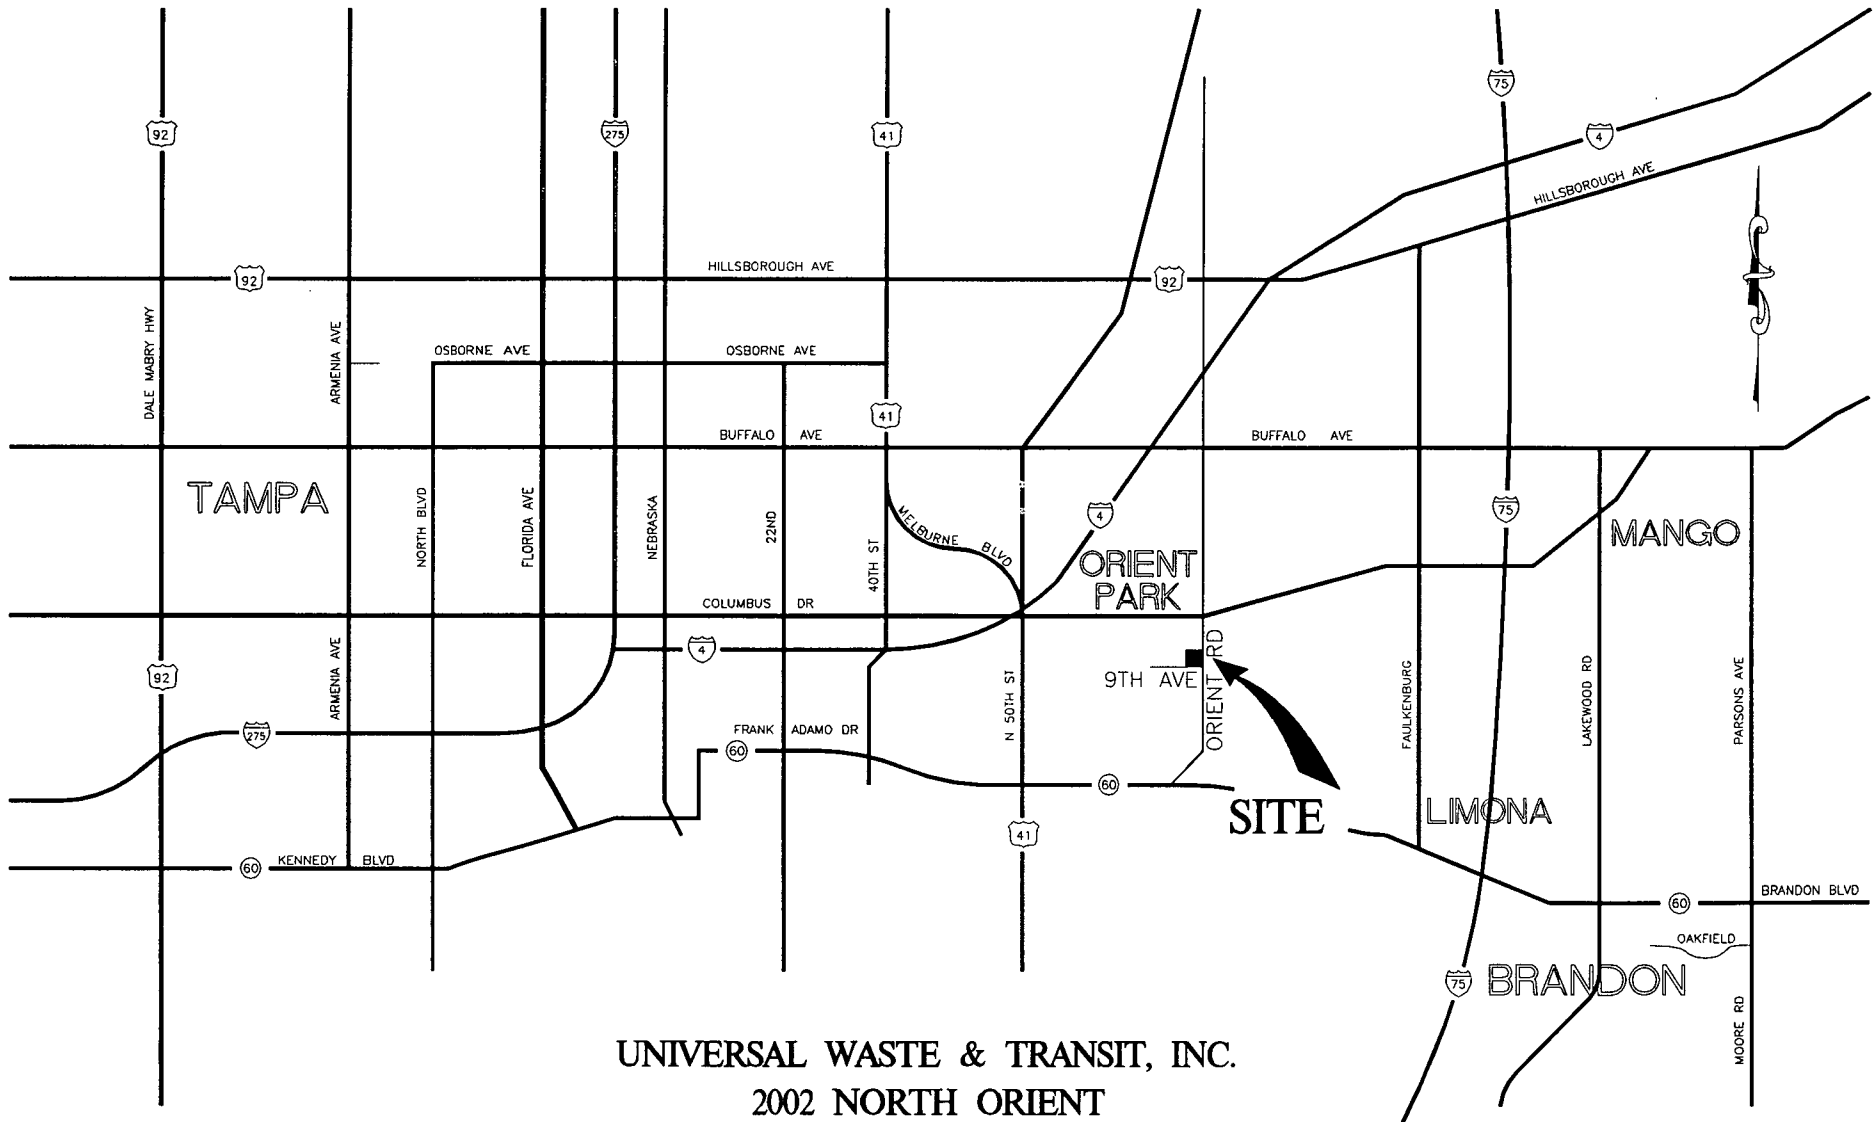 75
92
275
41
4
HILLSBOROUGH AVE
HILLSBOROUGH AVE
92
92
DALE MABRY HWY
ARMENIA AVE
OSBORNE AVE
OSBORNE AVE
41
BUFFALO AVE
BUFFALO AVE
TAMPA
NORTH BLVD
FLORIDA AVE
NEBRASKA
22ND
40TH ST
MELBURNE BLVD
4
75
MANGO
ORIENT
PARK
COLUMBUS DR
92
ARMENIA AVE
4
N 50TH ST
9TH AVE
ORIENT RD
FAULKENBURG
LAKEWOOD RD
PARSONS AVE
275
FRANK ADAMO DR
60
60
SITE
LIMONA
41
60
KENNEDY BLVD
60
BRANDON BLVD
OAKFIELD
75
BRANDON
MOORE RD
UNIVERSAL WASTE & TRANSIT, INC.
2002 NORTH ORIENT